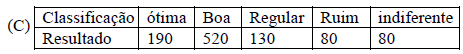 (C) Classificação ótima Boa Regular Ruim indiferente
Resultado 190 520 130 80 80